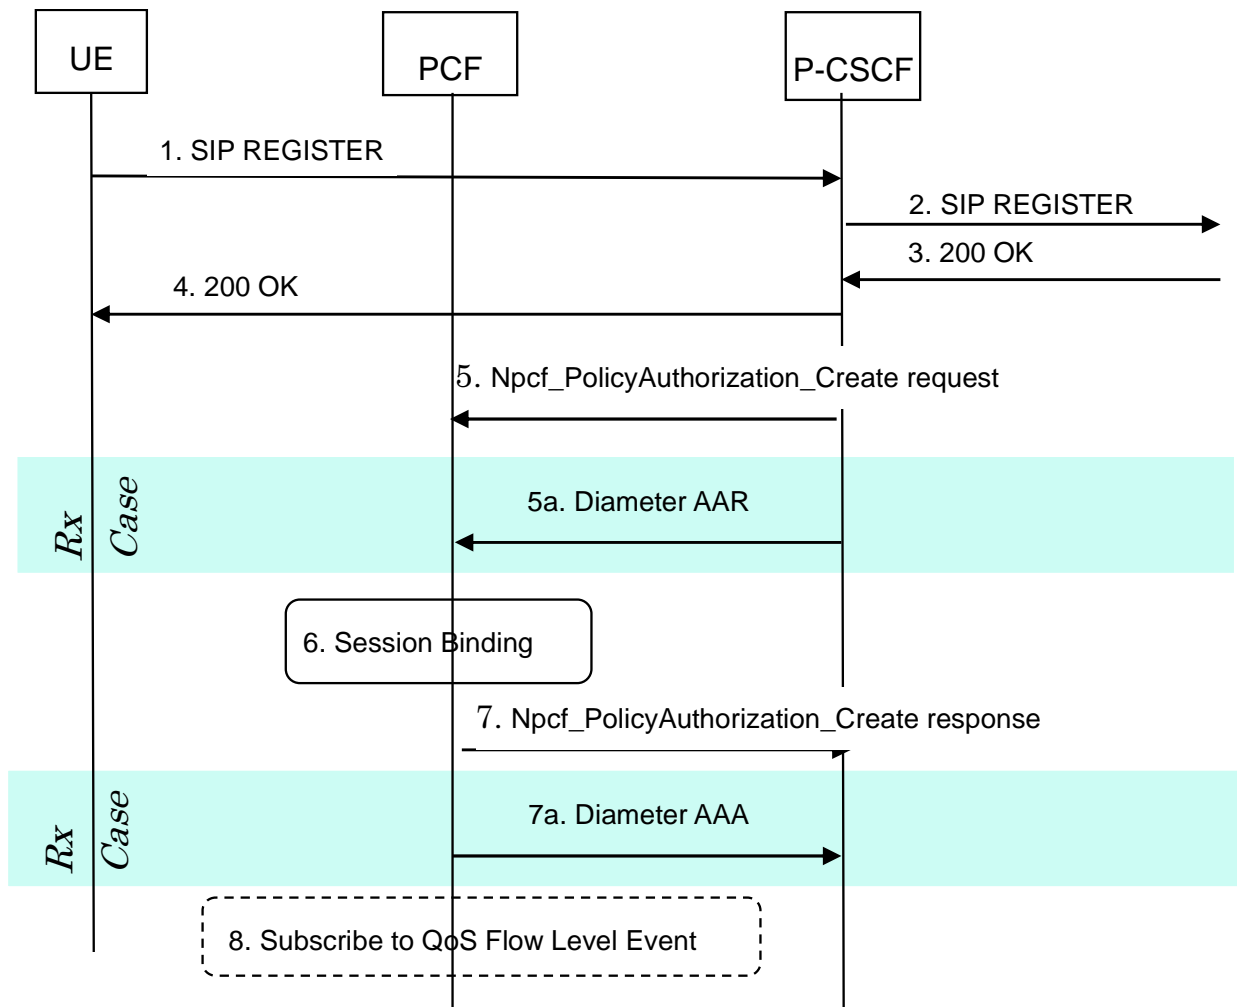 UE
PCF
P-CSCF
1. SIP REGISTER
2. SIP REGISTER
3. 200 OK
4. 200 OK
5. Npcf_PolicyAuthorization_Create request
Rx
Case
5a. Diameter AAR
6. Session Binding
7. Npcf_PolicyAuthorization_Create response
Rx
Case
7a. Diameter AAA
8. Subscribe to QoS Flow Level Event